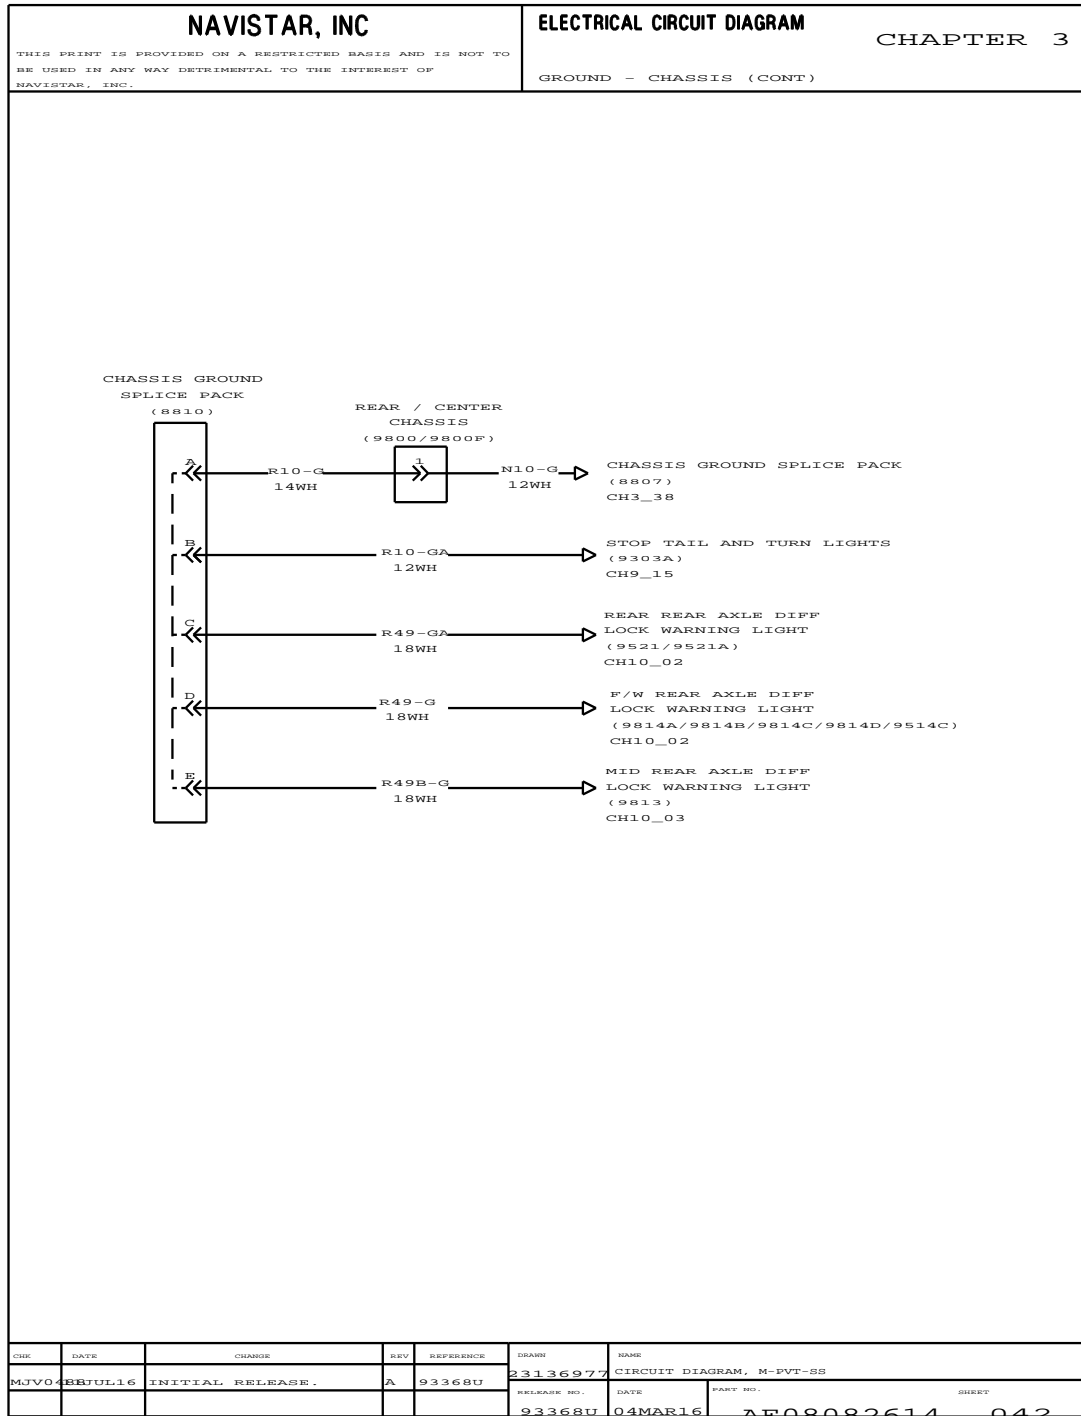 NAVISTAR, INC
THIS PRINT IS PROVIDED ON A RESTRICTED BASIS AND IS NOT TO
BE USED IN ANY WAY DETRIMENTAL TO THE INTEREST OF
NAVISTAR, INC.
ELECTRICAL CIRCUIT DIAGRAM
CHAPTER 3
GROUND - CHASSIS (CONT)
CHASSIS GROUND
SPLICE PACK
(8810)
REAR / CENTER
CHASSIS
(9800/9800F)
A
R10-G
14WH
1
N10-G
12WH
CHASSIS GROUND SPLICE PACK
(8807)
CH3_38
B
R10-GA
12WH
STOP TAIL AND TURN LIGHTS
(9303A)
CH9_15
C
R49-GA
18WH
REAR REAR AXLE DIFF
LOCK WARNING LIGHT
(9521/9521A)
CH10_02
D
R49-G
18WH
F/W REAR AXLE DIFF
LOCK WARNING LIGHT
(9814A/9814B/9814C/9814D/9514C)
CH10_02
E
R49B-G
18WH
MID REAR AXLE DIFF
LOCK WARNING LIGHT
(9813)
CH10_03
CHK DATE CHANGE REV REFERENCE
INITIAL RELEASE. A 93368U
DRAWN
23136977
NAME
CIRCUIT DIAGRAM, M-PVT-SS
RELEASE NO.
93368U
DATE
04MAR16
PART NO.
AF08082614
SHEET
042